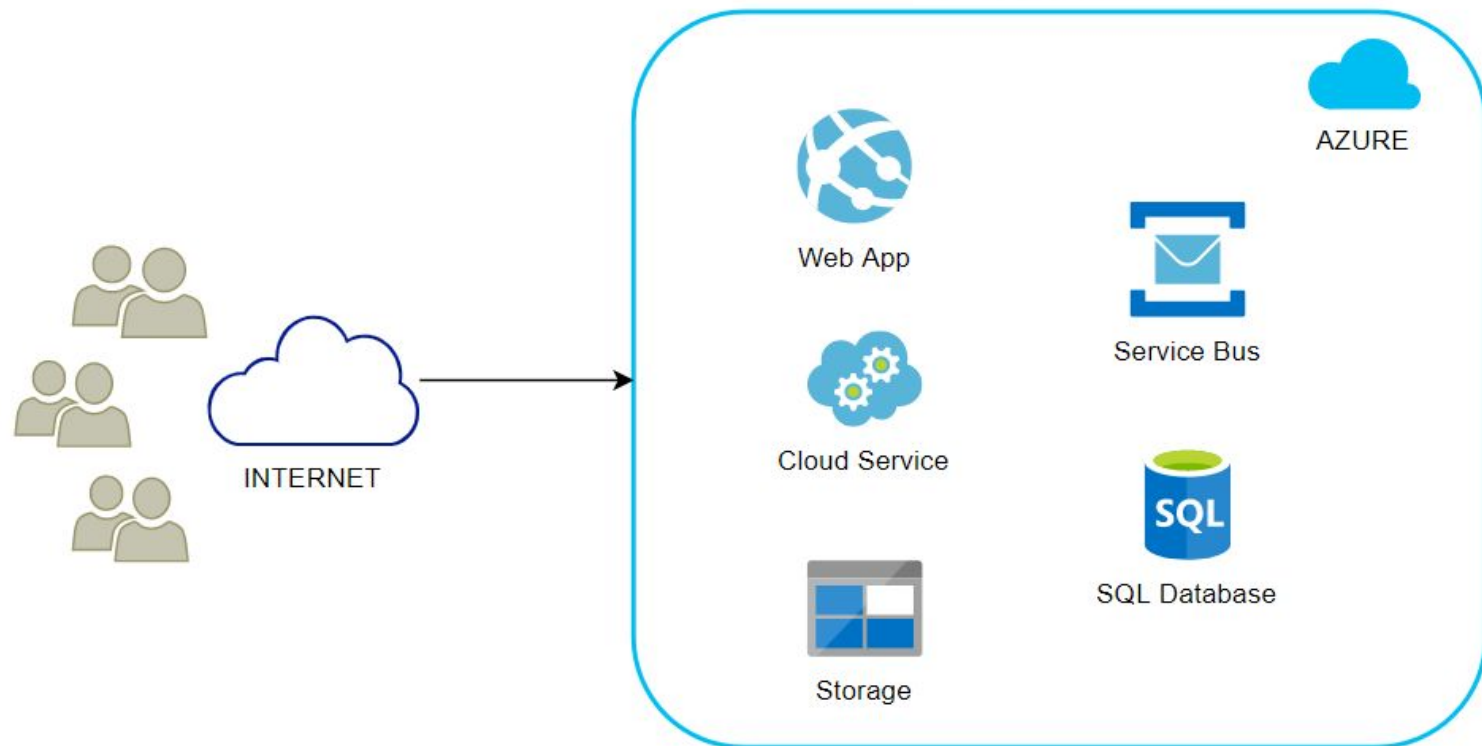 AZURE
Web App
Service Bus
Cloud Service
INTERNET
SQL
SQL Database
Storage